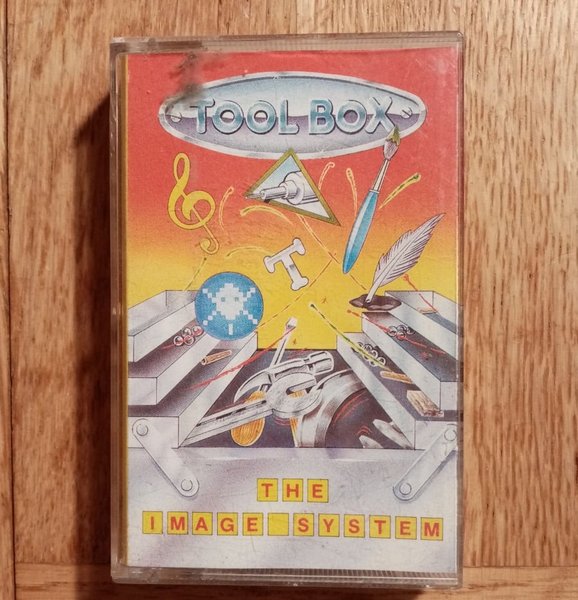 TOOL BOX
T
THE
IMAGE SYSTEM